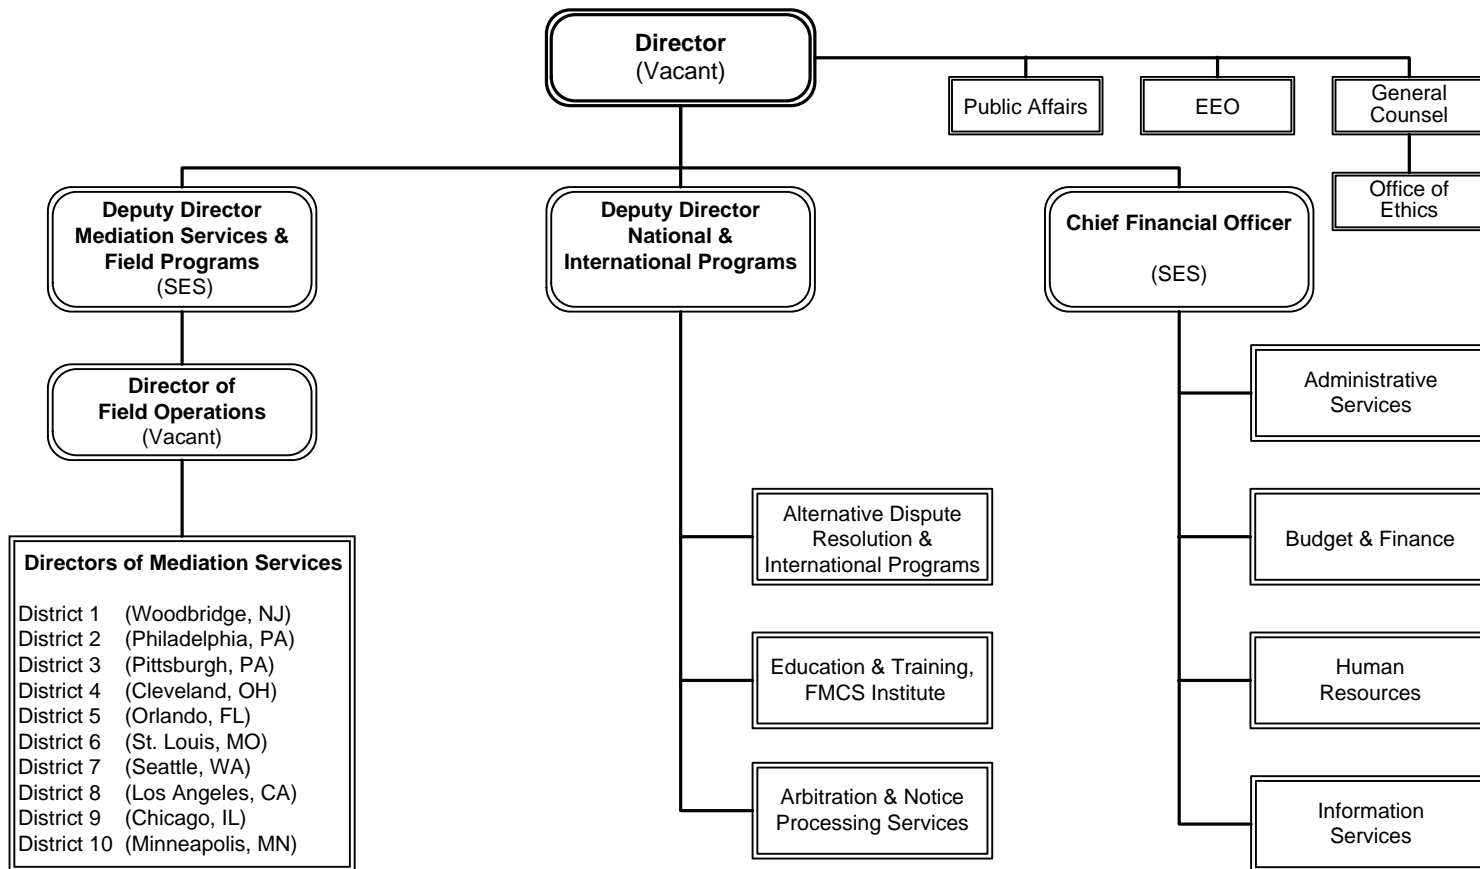 Director
(Vacant)
Public Affairs
EEO
General
Counsel
Office of
Ethics
Deputy Director
Mediation Services &
Field Programs
(SES)
Deputy Director
National &
International Programs
Chief Financial Officer
(SES)
Director of
Field Operations
(Vacant)
Directors of Mediation Services
District 1 (Woodbridge, NJ)
District 2 (Philadelphia, PA)
District 3 (Pittsburgh, PA)
District 4 (Cleveland, OH)
District 5 (Orlando, FL)
District 6 (St. Louis, MO)
District 7 (Seattle, WA)
District 8 (Los Angeles, CA)
District 9 (Chicago, IL)
District 10 (Minneapolis, MN)
Alternative Dispute
Resolution &
International Programs
Education & Training,
FMCS Institute
Arbitration & Notice
Processing Services
Administrative
Services
Budget & Finance
Human
Resources
Information
Services